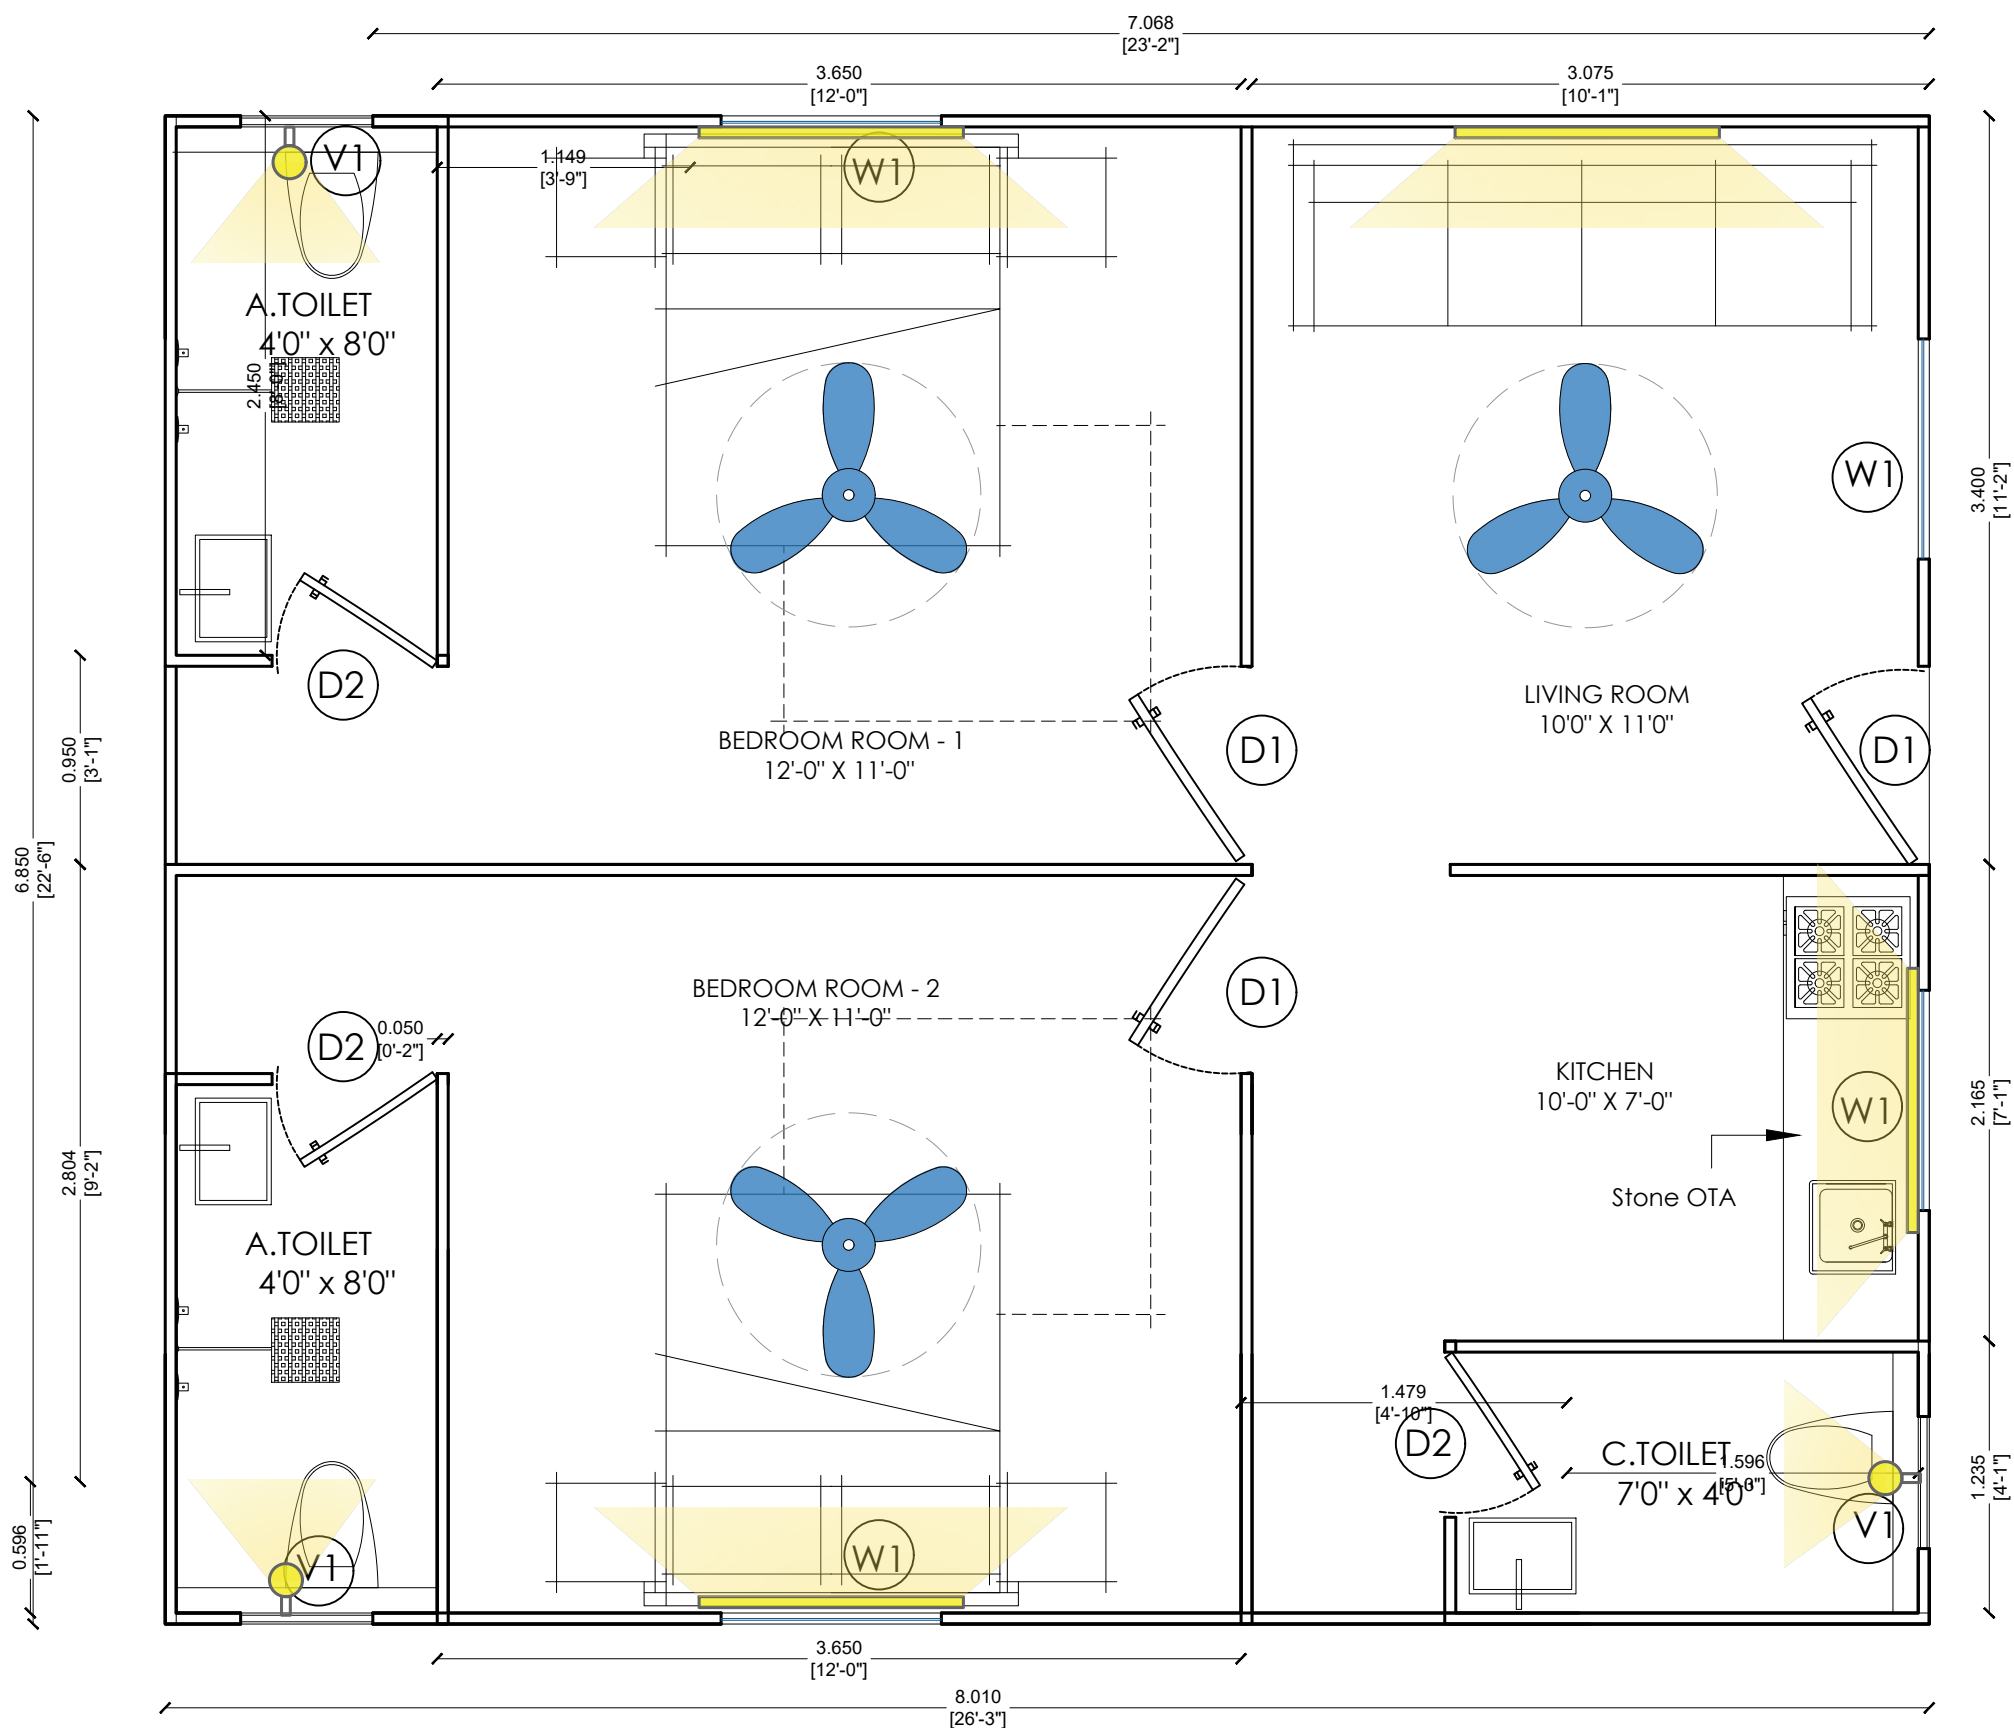 7.068
[23'-2"]
3.650
[12'-0"]
3.075
[10'-1"]
V1
1.149
[3'-9"]
W1
A.TOILET
4'0" x 8'0"
2.450
[8'-0"]
W1
3.400
[11'-2"]
D2
BEDROOM ROOM - 1
12'-0" X 11'-0"
D1
LIVING ROOM
10'0" X 11'0"
D1
0.950
[3'-1"]
6.850
[22'-6"]
BEDROOM ROOM - 2
12'-0" X 11'-0"
D1
D2
0.050
[0'-2"]
KITCHEN
10'-0" X 7'-0"
W1
2.165
[7'-1"]
Stone OTA
2.804
[9'-2"]
A.TOILET
4'0" x 8'0"
1.479
[4'-10"]
D2
C.TOILET
7'0" x 4'0"
1.596
V1
1.235
[4'-1"]
0.596
[1'-11"]
V1
W1
3.650
[12'-0"]
8.010
[26'-3"]